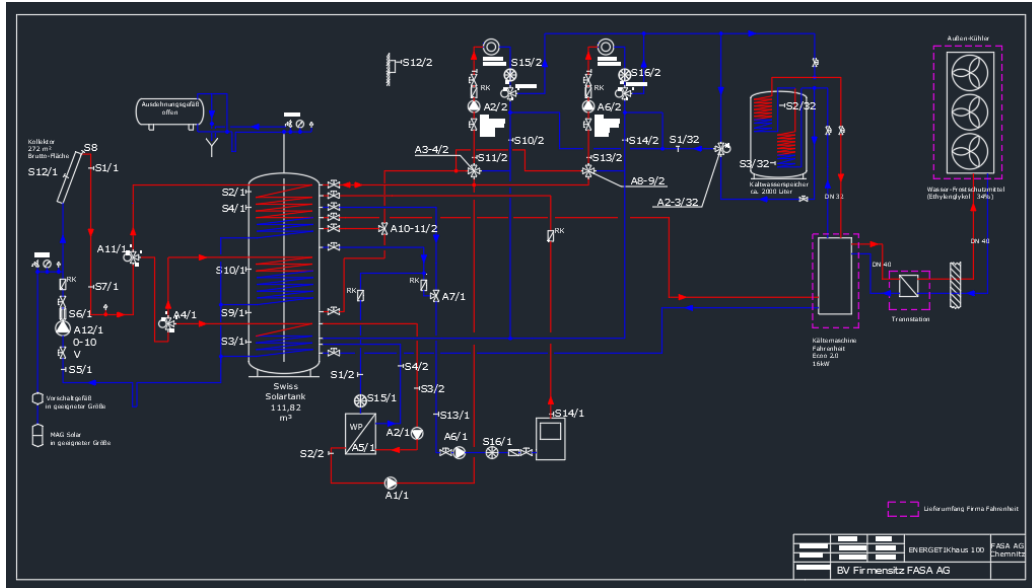 Ausdehnungsgefäß
offen
Kollektor
272 m²
Brutto-Fläche
S8
S12/1
S1/1
A11/1
S7/1
RK
S6/1
A12/1
0-10
V
S5/1
A4/1
Vorschaltgefäß
in geeigneter Größe
MAG Solar
in geeigneter Größe
S2/1
S4/1
S10/1
S9/1
S3/1
Swiss
Solartank
111,82
m³
S12/2
S15/2
RK
A2/2
S10/2
A3-4/2
S11/2
S16/2
RK
A6/2
S14/2
S13/2
A8-9/2
S1/32
A2-3/32
S2/32
S3/32
Kaltwasserspeicher
ca. 2000 Liter
Außen-Kühler
Wasser-Frostschutzmittel
(Ethylenglykol 34%)
DN 32
DN 40
DN 40
Trennstation
Kältemaschine
Fahrenheit
Econ 2.0
16kW
A10-11/2
RK
RK
RK
A7/1
S1/2
S4/2
S3/2
S15/1
WP
A5/1
A2/1
S2/2
A1/1
S13/1
A6/1
S16/1
S14/1
Lieferumfang Firma Fahrenheit
ENERGETIKhaus 100
FASA AG
Chemnitz
BV Firmensitz FASA AG